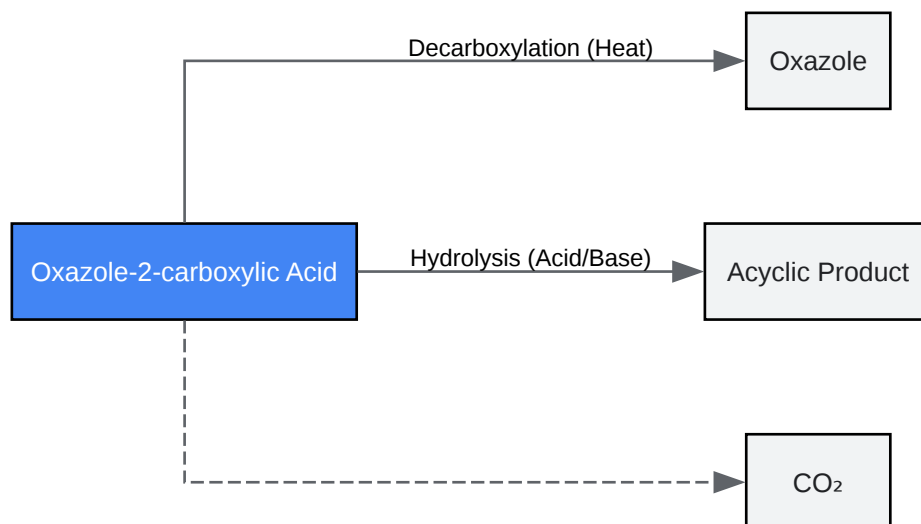 Decarboxylation (Heat)
Oxazole
Oxazole-2-carboxylic Acid
Hydrolysis (Acid/Base)
Acyclic Product
CO₂